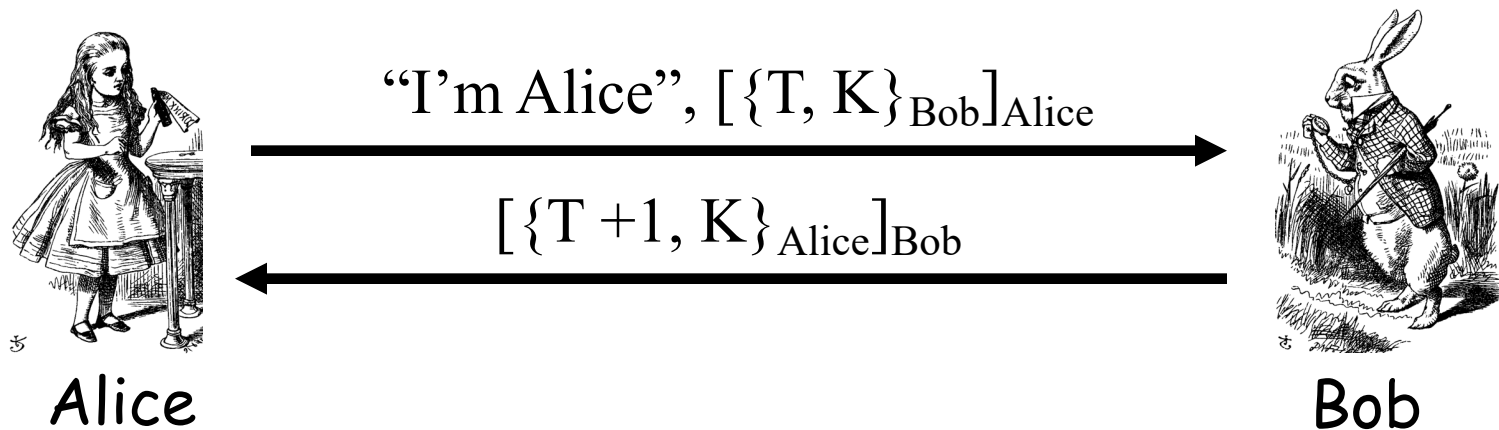 “I’m Alice”, [{T, K}Bob]Alice
[{T +1, K}Alice]Bob
Alice
Bob